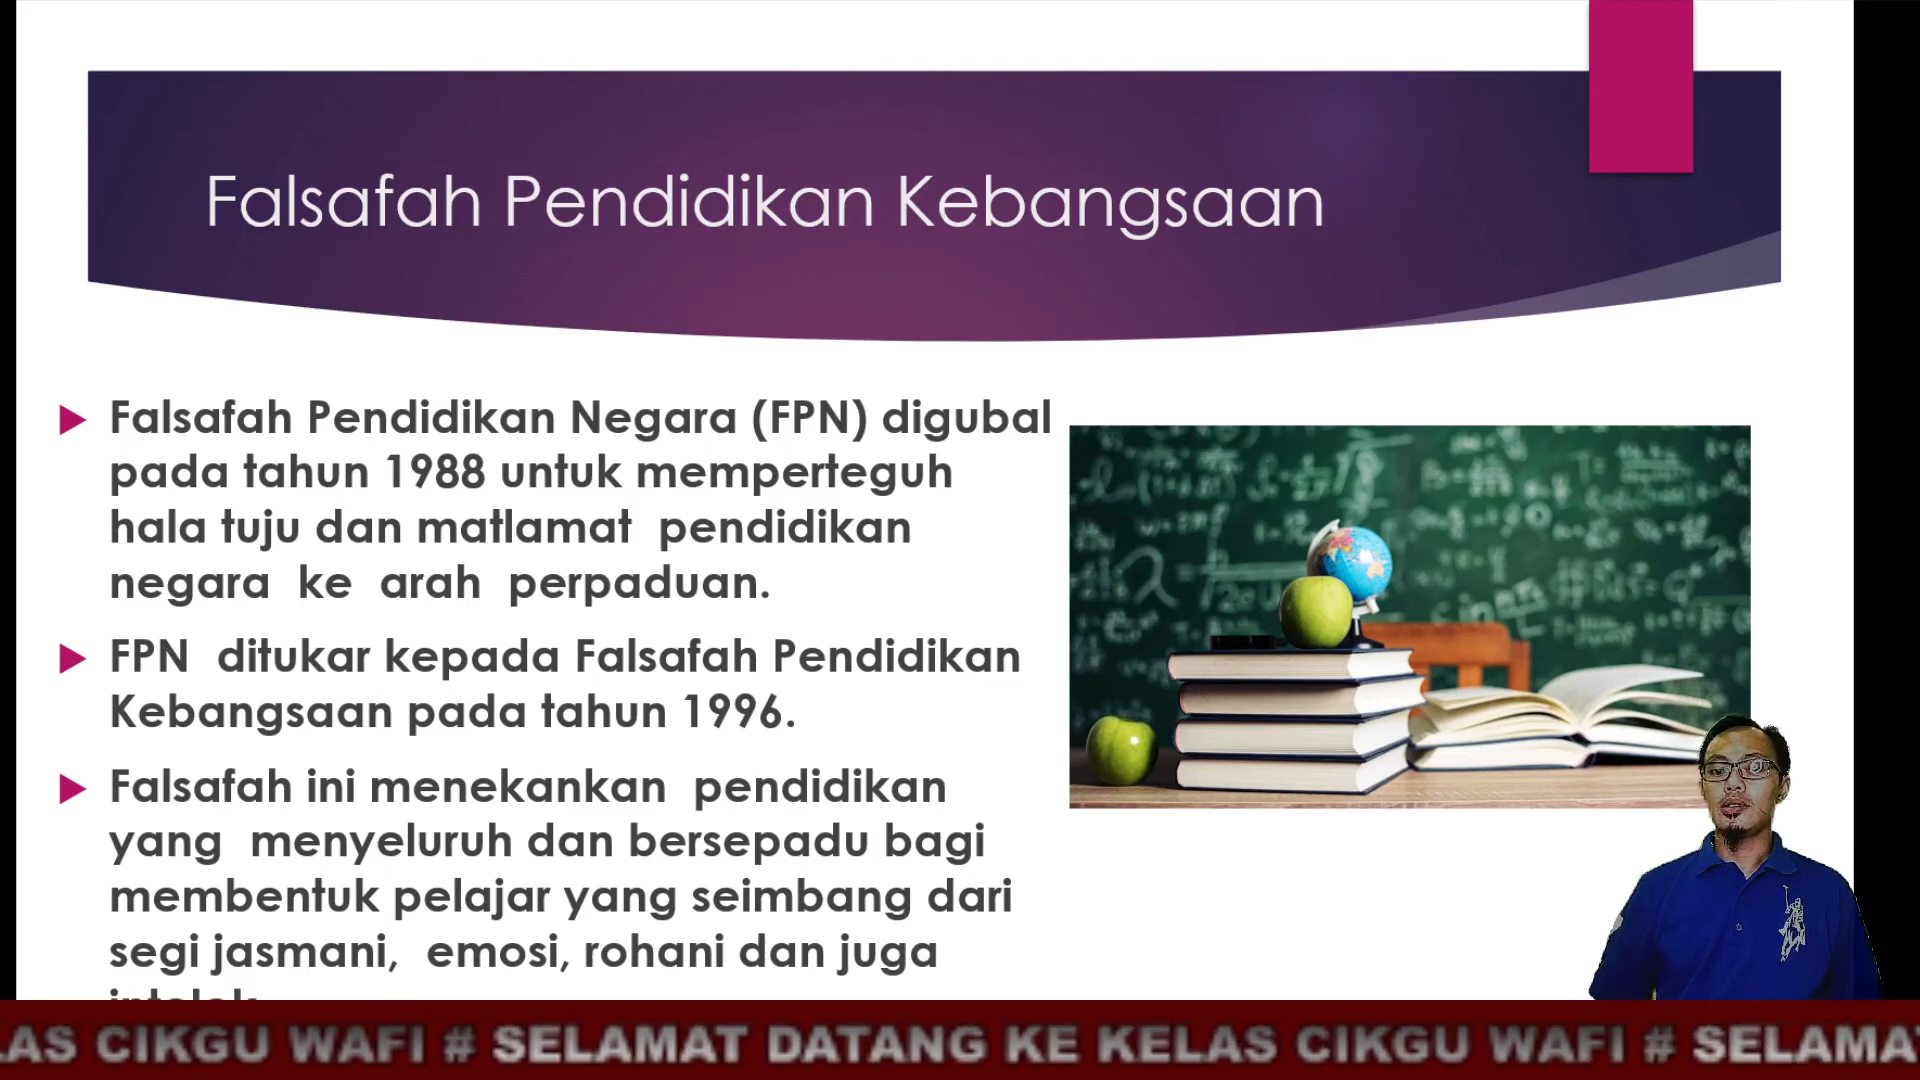 Falsafah Pendidikan Kebangsaan
Falsafah Pendidikan Negara (FPN) digubal
pada tahun 1988 untuk memperteguh
hala tuju dan matlamat pendidikan
negara ke arah perpaduan.
FPN ditukar kepada Falsafah Pendidikan
Kebangsaan pada tahun 1996.
Falsafah ini menekankan pendidikan
yang menyeluruh dan bersepadu bagi
membentuk pelajar yang seimbang dari
segi jasmani, emosi, rohani dan juga
LAS CIKGU WAFI # SELAMAT DATANG KE KELAS CIKGU WAFI # SELAMAT